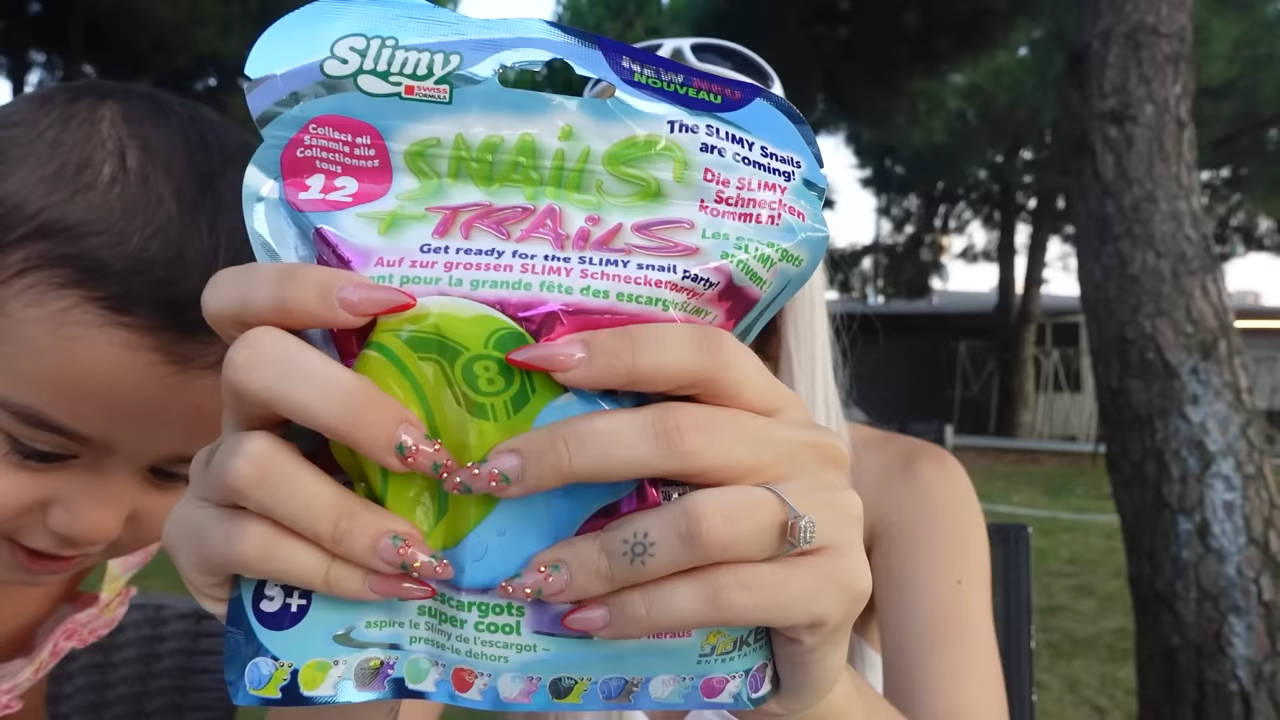 Slimy
SWISS
FORMULA
NOUVEAU
Collect all
Sammle alle
Collectionnez
tous
12
SNAILS
+ TRAILS
The SLIMY Snails
are coming!
Die SLIMY
Schnecken
kommen!
Les escargots
SLIMY
arrivent!
Get ready for the SLIMY snail party!
Auf zur grossen SLIMY Schneckenparty!
nt pour la grande fête des escargots SLIMY !
8
5+
escargots
super cool
aspire le Slimy de l'escargot –
presse-le dehors
heraus
JOKER
ENTERTAINMENT